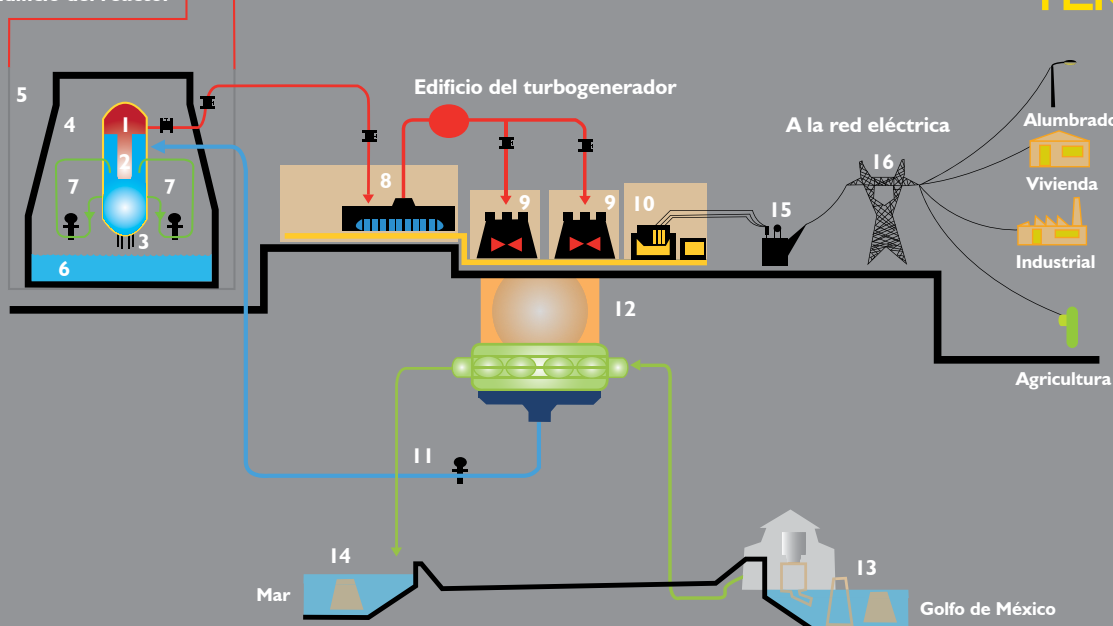 Edificio del turbogenerador
A la red eléctrica
Alumbrado
Vivienda
Industrial
Agricultura
Mar
Golfo de México
1
2
3
4
5
6
7
7
8
9
9
10
11
12
13
14
15
16